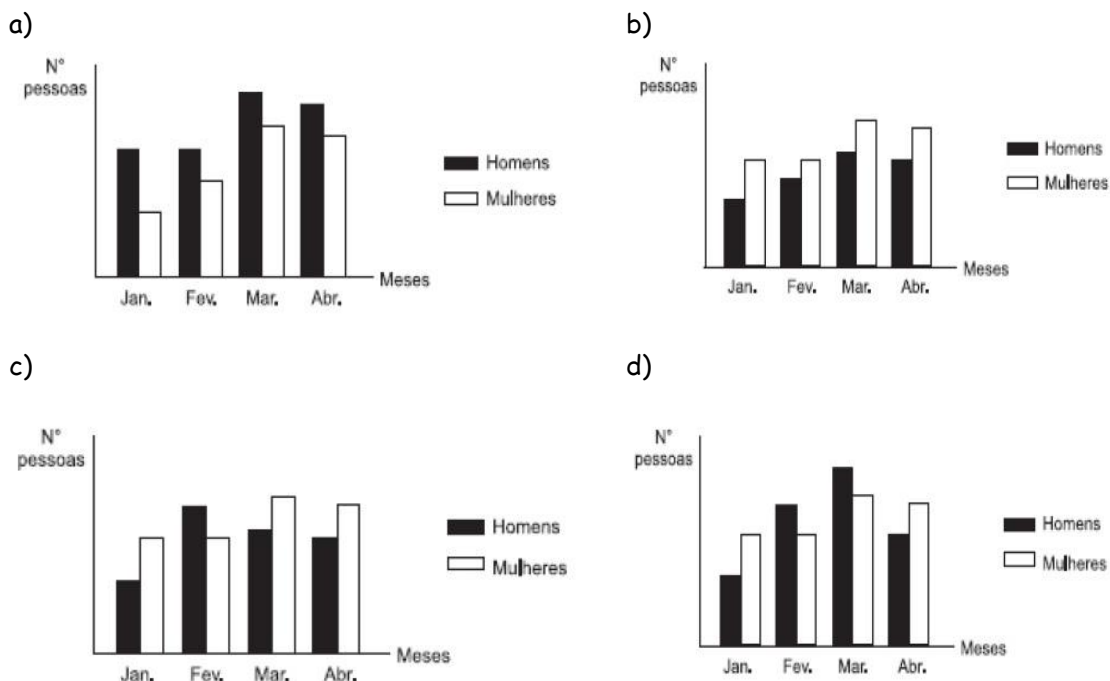 a)
N°
pessoas
Homens
Mulheres
Meses
Jan. Fev. Mar. Abr.
b)
N°
pessoas
Homens
Mulheres
Meses
Jan. Fev. Mar. Abr.
c)
N°
pessoas
Homens
Mulheres
Meses
Jan. Fev. Mar. Abr.
d)
N°
pessoas
Homens
Mulheres
Meses
Jan. Fev. Mar. Abr.